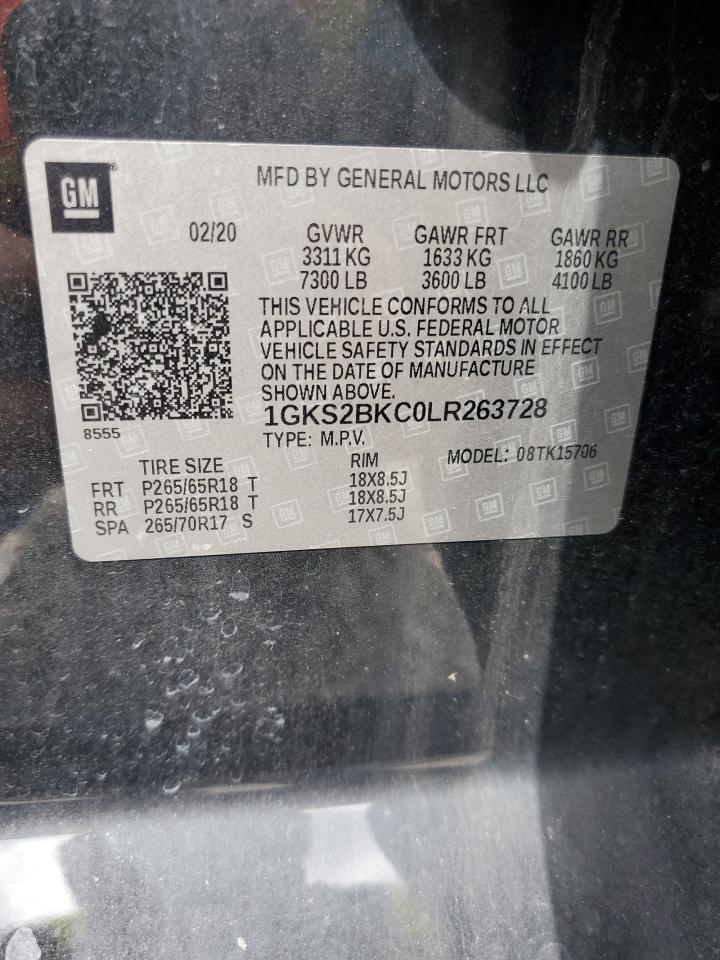 GM
MFD BY GENERAL MOTORS LLC
02/20 GVWR GAWR FRT GAWR RR
3311 KG 1633 KG 1860 KG
7300 LB 3600 LB 4100 LB
THIS VEHICLE CONFORMS TO ALL
APPLICABLE U.S. FEDERAL MOTOR
VEHICLE SAFETY STANDARDS IN EFFECT
ON THE DATE OF MANUFACTURE
SHOWN ABOVE.
1GKS2BKC0LR263728
8555
TYPE: M.P.V. MODEL: 08TK15706
TIRE SIZE RIM
FRT P265/65R18 T 18X8.5J
RR P265/65R18 T 18X8.5J
SPA 265/70R17 S 17X7.5J